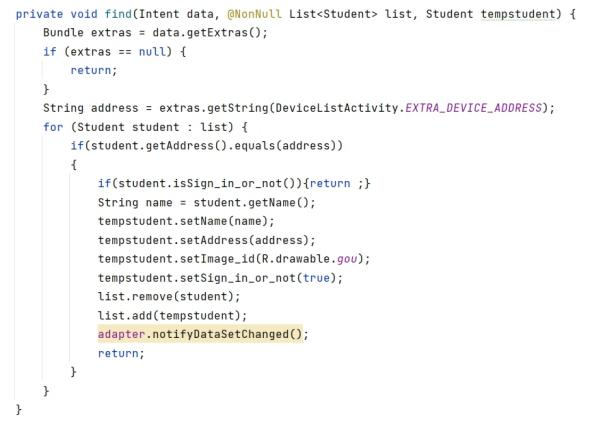 private void find(Intent data, @NonNull List<Student> list, Student tempstudent) {
    Bundle extras = data.getExtras();
    if (extras == null) {
        return;
    }
    String address = extras.getString(DeviceListActivity.EXTRA_DEVICE_ADDRESS);
    for (Student student : list) {
        if(student.getAddress().equals(address))
        {
            if(student.isSign_in_or_not()){return ;}
            String name = student.getName();
            tempstudent.setName(name);
            tempstudent.setAddress(address);
            tempstudent.setImage_id(R.drawable.gou);
            tempstudent.setSign_in_or_not(true);
            list.remove(student);
            list.add(tempstudent);
            adapter.notifyDataSetChanged();
            return;
        }
    }
}